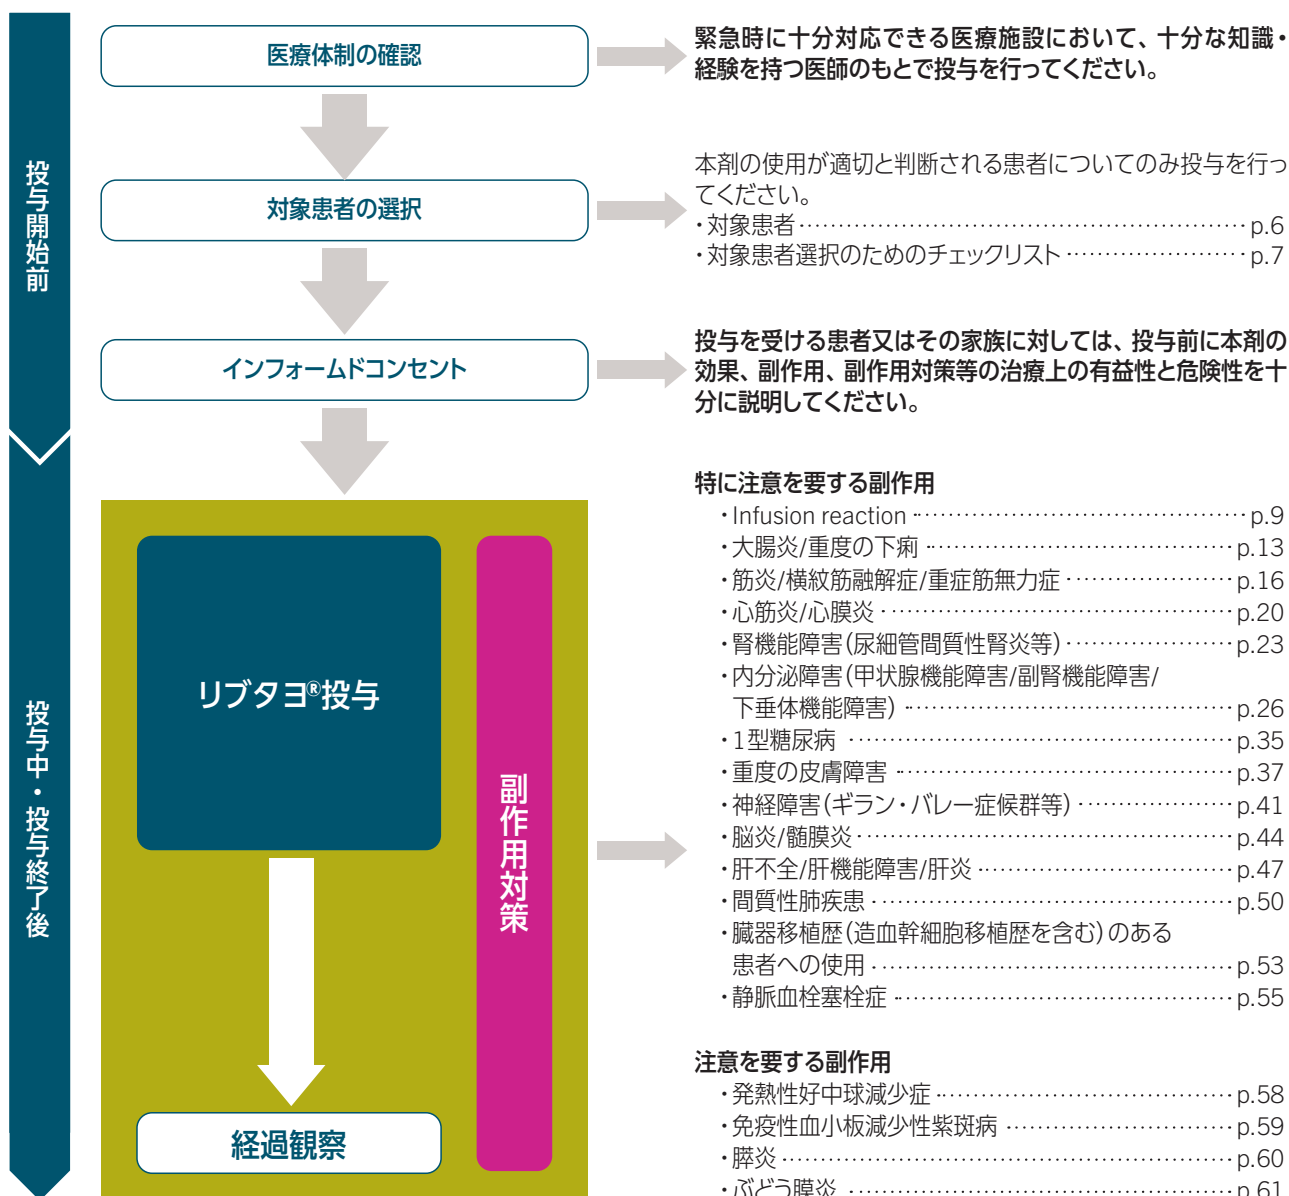 投与開始前
医療体制の確認
緊急時に十分対応できる医療施設において、十分な知識・
経験を持つ医師のもとで投与を行ってください。
対象患者の選択
本剤の使用が適切と判断される患者についてのみ投与を行っ
てください。
・対象患者 p.6
・対象患者選択のためのチェックリスト p.7
インフォームドコンセント
投与を受ける患者又はその家族に対しては、投与前に本剤の
効果、副作用、副作用対策等の治療上の有益性と危険性を十
分に説明してください。
投与中・投与終了後
リブタヨ®投与
経過観察
副作用対策
特に注意を要する副作用
・Infusion reaction p.9
・大腸炎/重度の下痢 p.13
・筋炎/横紋筋融解症/重症筋無力症 p.16
・心筋炎/心膜炎 p.20
・腎機能障害(尿細管間質性腎炎等) p.23
・内分泌障害(甲状腺機能障害/副腎機能障害/
下垂体機能障害) p.26
・1型糖尿病 p.35
・重度の皮膚障害 p.37
・神経障害(ギラン・バレー症候群等) p.41
・脳炎/髄膜炎 p.44
・肝不全/肝機能障害/肝炎 p.47
・間質性肺疾患 p.50
・臓器移植歴(造血幹細胞移植歴を含む)のある
患者への使用 p.53
・静脈血栓塞栓症 p.55
注意を要する副作用
・発熱性好中球減少症 p.58
・免疫性血小板減少性紫斑病 p.59
・膵炎 p.60
・ぶどう膜炎 p.61